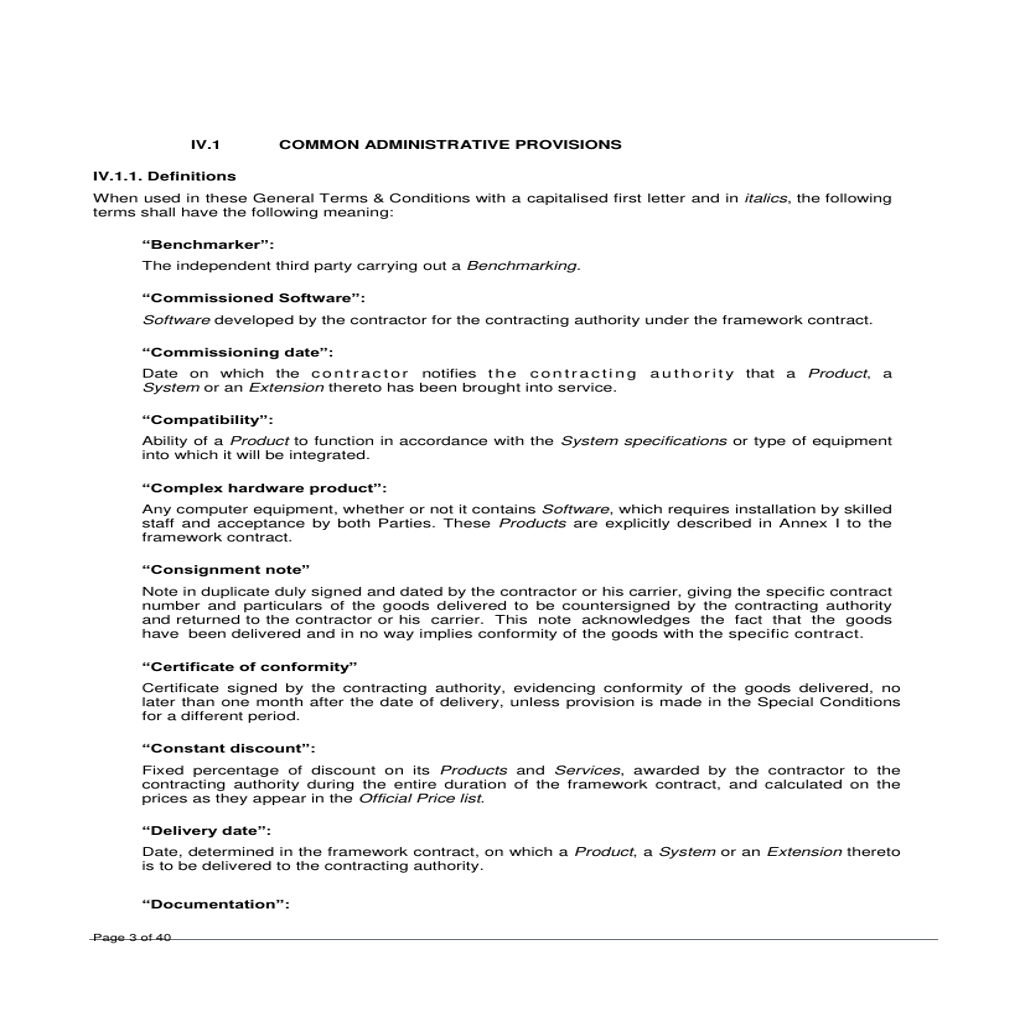 IV.1 COMMON ADMINISTRATIVE PROVISIONS
IV.1.1. Definitions
When used in these General Terms & Conditions with a capitalised first letter and in italics, the following
terms shall have the following meaning:
“Benchmarker”:
The independent third party carrying out a Benchmarking.
“Commissioned Software”:
Software developed by the contractor for the contracting authority under the framework contract.
“Commissioning date”:
Date on which the contractor notifies the contracting authority that a Product, a
System or an Extension thereto has been brought into service.
“Compatibility”:
Ability of a Product to function in accordance with the System specifications or type of equipment
into which it will be integrated.
“Complex hardware product”:
Any computer equipment, whether or not it contains Software, which requires installation by skilled
staff and acceptance by both Parties. These Products are explicitly described in Annex I to the
framework contract.
“Consignment note”
Note in duplicate duly signed and dated by the contractor or his carrier, giving the specific contract
number and particulars of the goods delivered to be countersigned by the contracting authority
and returned to the contractor or his carrier. This note acknowledges the fact that the goods
have been delivered and in no way implies conformity of the goods with the specific contract.
“Certificate of conformity”
Certificate signed by the contracting authority, evidencing conformity of the goods delivered, no
later than one month after the date of delivery, unless provision is made in the Special Conditions
for a different period.
“Constant discount”:
Fixed percentage of discount on its Products and Services, awarded by the contractor to the
contracting authority during the entire duration of the framework contract, and calculated on the
prices as they appear in the Official Price list.
“Delivery date”:
Date, determined in the framework contract, on which a Product, a System or an Extension thereto
is to be delivered to the contracting authority.
“Documentation”:
Page 3 of 40